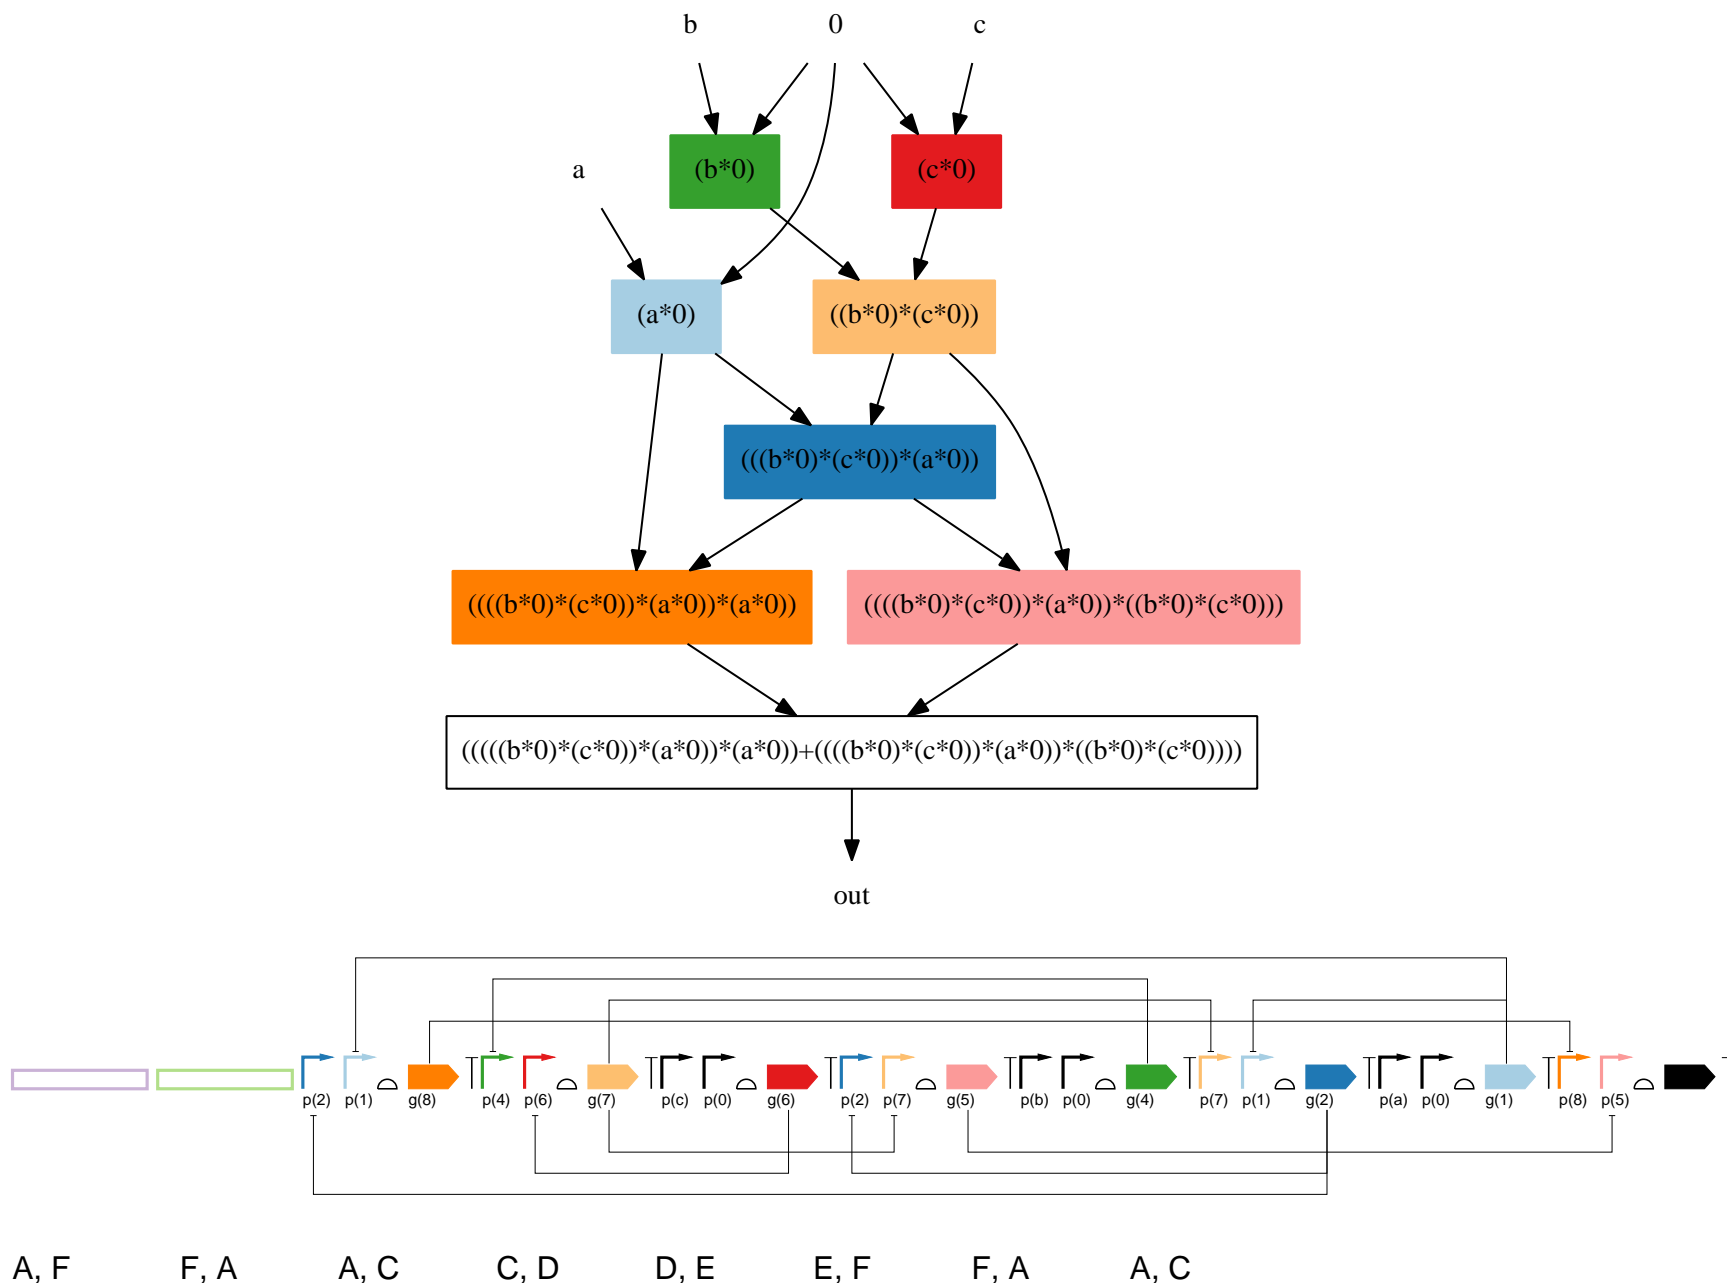 b 0 c
(b*0) (c*0)
a
(a*0) ((b*0)*(c*0))
(((b*0)*(c*0))*(a*0))
((((b*0)*(c*0))*(a*0))*(a*0)) ((((b*0)*(c*0))*(a*0))*((b*0)*(c*0)))
(((((b*0)*(c*0))*(a*0))*(a*0))+((((b*0)*(c*0))*(a*0))*((b*0)*(c*0))))
out
p(2) p(1) g(8) p(4) p(6) g(7) p(c) p(0) g(6) p(2) p(7) g(5) p(b) p(0) g(4) p(7) p(1) g(2) p(a) p(0) g(1) p(8) p(5)
A, F F, A A, C C, D D, E E, F F, A A, C